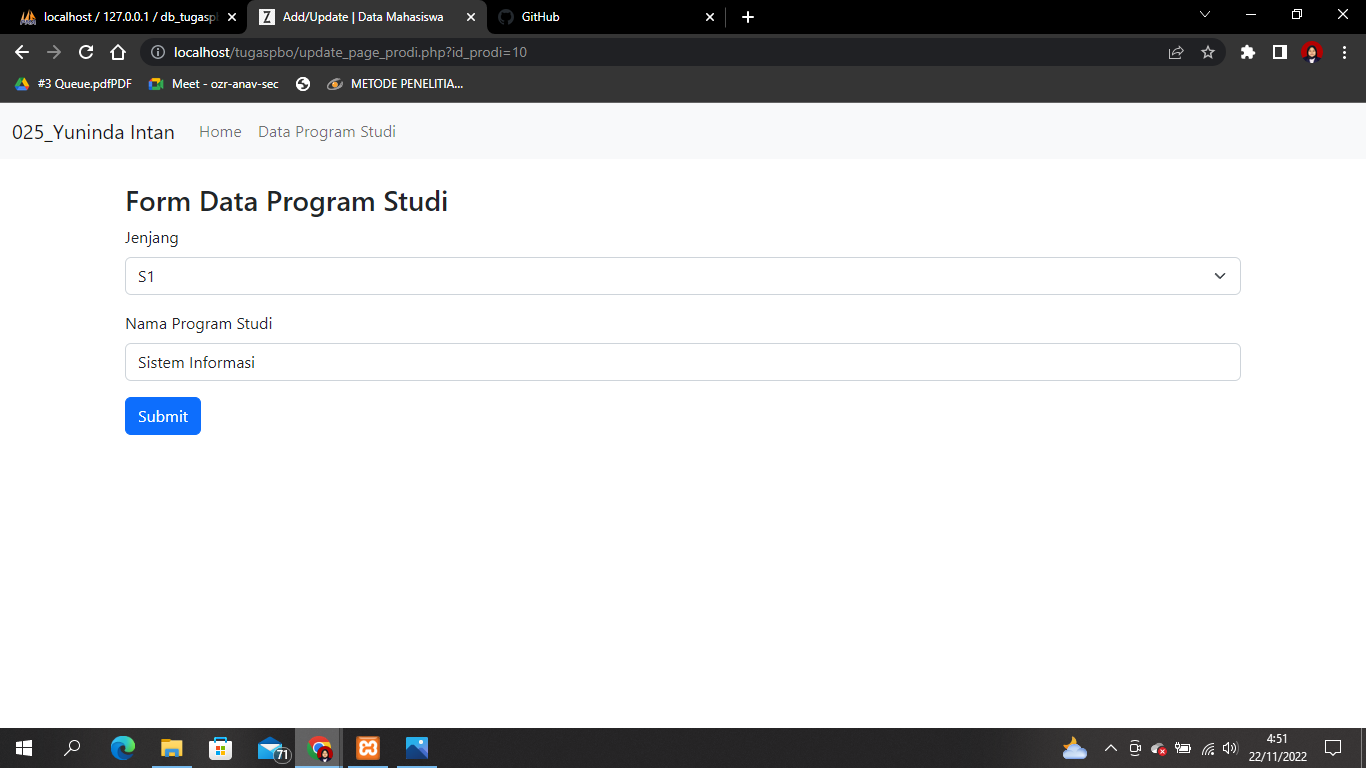 localhost / 127.0.0.1 / db_tugasp
Add/Update | Data Mahasiswa
GitHub
localhost/tugaspbo/update_page_prodi.php?id_prodi=10
#3 Queue.pdfPDF
Meet - ozr-anav-sec
METODE PENELITIA...
025_Yuninda Intan
Home
Data Program Studi
Form Data Program Studi
Jenjang
S1
Nama Program Studi
Sistem Informasi
Submit
71
4:51
22/11/2022